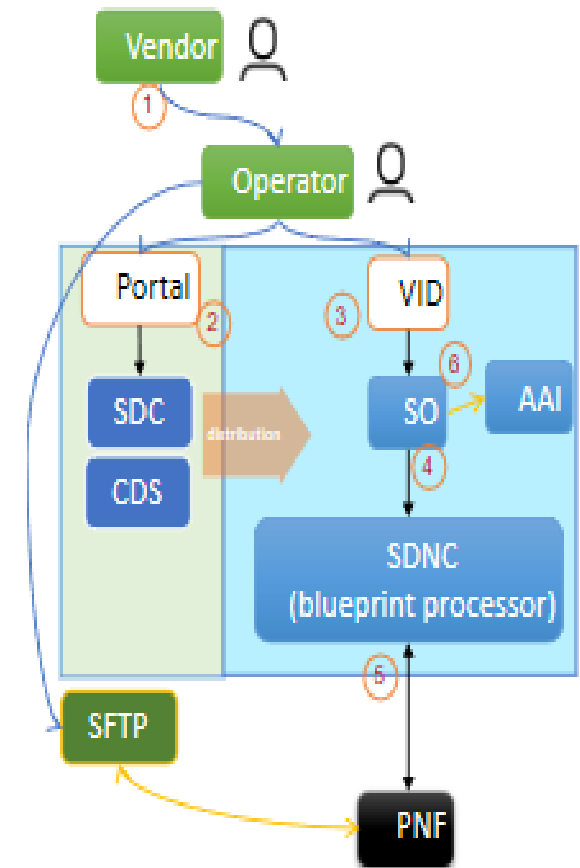 Vendor
1
Operator
Portal
2
3
VID
6
SDC
distribution
SO
AAI
CDS
4
SDNC
(blueprint processor)
5
SFTP
PNF